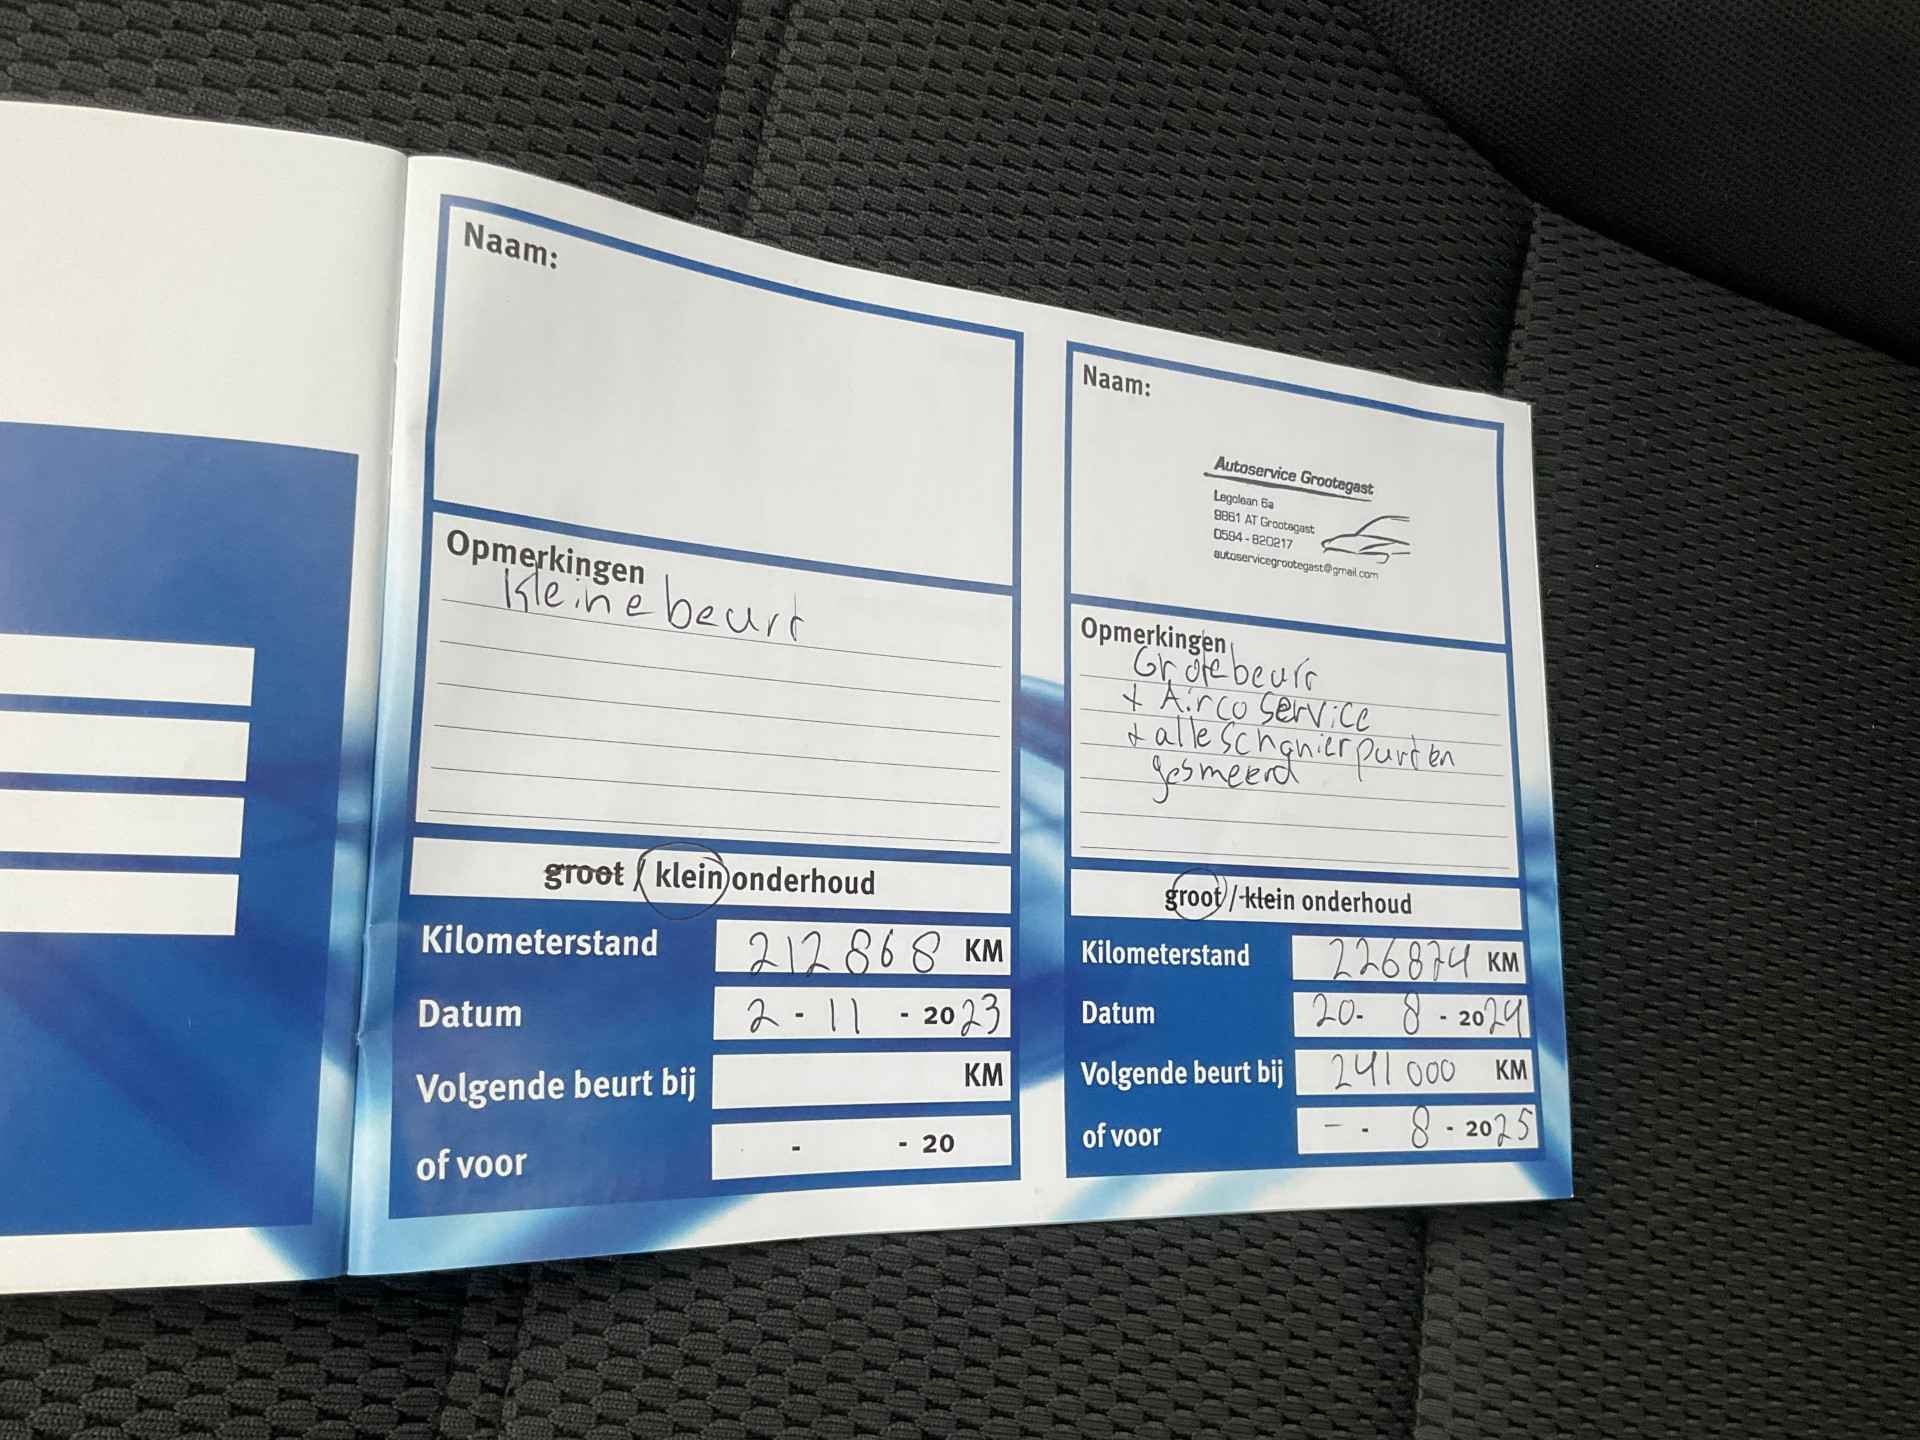 Naam:
Opmerkingen
Kleine beurt
groot / klein onderhoud
Kilometerstand 212868 KM
Datum 2 - 11 - 2023
Volgende beurt bij KM
of voor - - 20
Naam:
Autoservice Grootegast
Legolaan 6a
9861 AT Grootegast
0594 - 820217
autoservicegrootegast@gmail.com
Opmerkingen
Grote beurt
+ Airco service
+ alle scharnierpunten
gesmeerd
groot / klein onderhoud
Kilometerstand 226874 KM
Datum 20 - 8 - 2024
Volgende beurt bij 241000 KM
of voor - - 8 - 2025